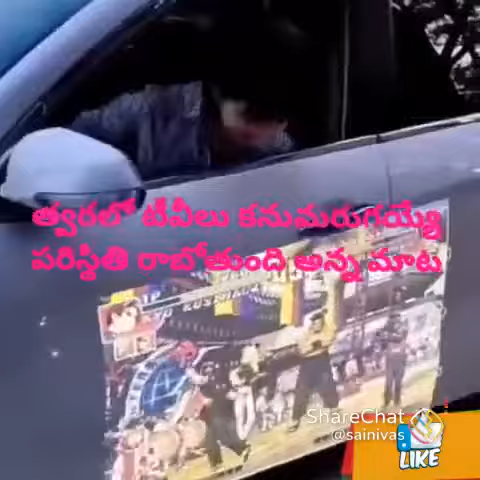 త్వరలో టీవీలు కనుమరుగయ్యే
పరిస్థితి రాబోతుంది అన్న మాట
ShareChat
@sainivas
LIKE